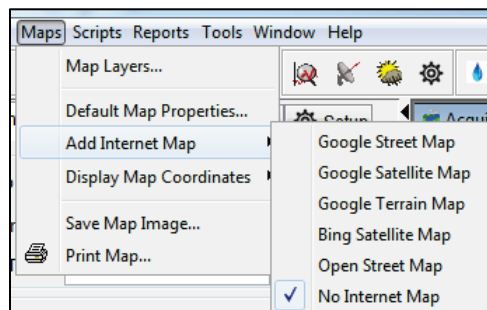 Maps Scripts Reports Tools Window Help
Map Layers...
Default Map Properties...
Add Internet Map
Display Map Coordinates
Save Map Image...
Print Map...
Setup
Google Street Map
Google Satellite Map
Google Terrain Map
Bing Satellite Map
Open Street Map
No Internet Map